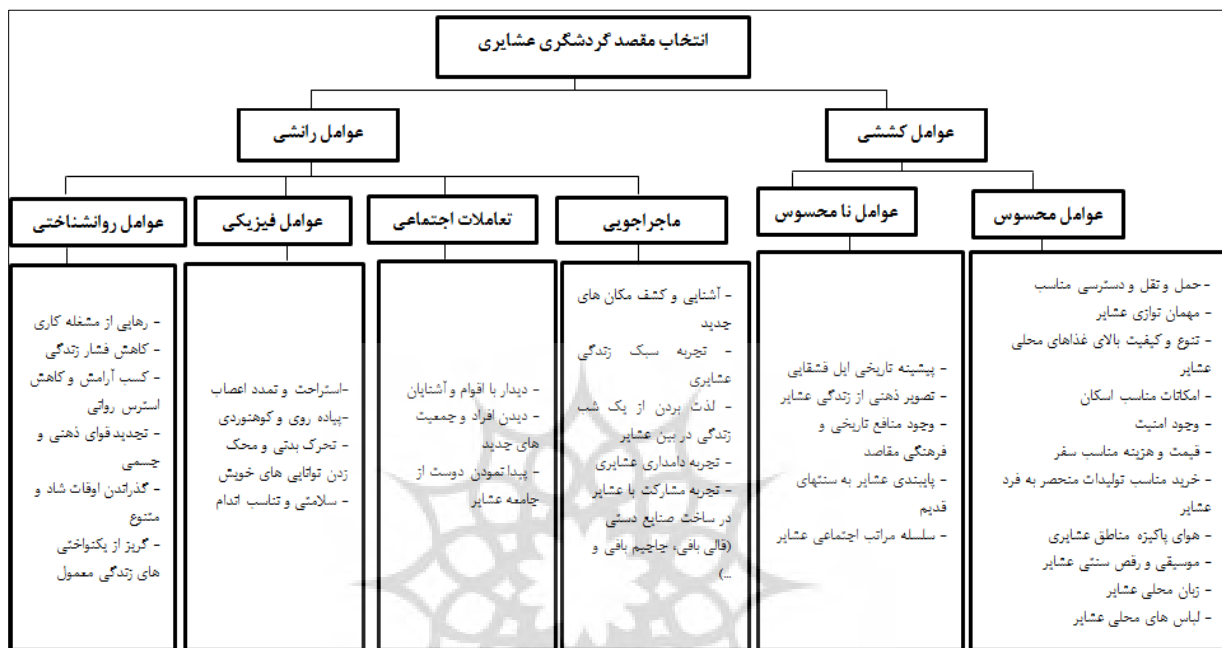 انتخاب مقصد گردشگری عشایری
عوامل کششی
عوامل رانشی
عوامل محسوس
عوامل نا محسوس
ماجراجویی
تعاملات اجتماعی
عوامل فیزیکی
عوامل روانشناختی
- حمل و نقل و دسترسی مناسب
- مهمان نوازی عشایر
- تنوع و کیفیت بالای غذاهای محلی
عشایر
- امکانات مناسب اسکان
- وجود امنیت
- قیمت و هزینه مناسب سفر
- خرید مناسب تولیدات منحصر به فرد
عشایر
- هوای پاکیزه مناطق عشایری
- موسیقی و رقص سنتی عشایر
- زبان محلی عشایر
- لباس های محلی عشایر
- پیشینه تاریخی ایل قشقایی
- تصویر ذهنی از زندگی عشایر
- وجود منافع تاریخی و
فرهنگی مقاصد
- پایبندی عشایر به سنتهای
قدیم
- سلسله مراتب اجتماعی عشایر
- آشنایی و کشف مکان های
جدید
- تجربه سبک زندگی
عشایری
- لذت بردن از یک شب
زندگی در بین عشایر
- تجربه دامداری عشایری
- تجربه مشارکت با عشایر
در ساخت صنایع دستی
(قالی بافی، جاجیم بافی و
...)
- دیدار با اقوام و آشنایان
- دیدن افراد و جمعیت
های جدید
- پیدا نمودن دوست از
جامعه عشایر
-استراحت و تمدد اعصاب
-پیاده روی و کوهنوردی
- تحرک بدنی و محک
زدن توانایی های خویش
- سلامتی و تناسب اندام
- رهایی از مشغله کاری
- کاهش فشار زندگی
- کسب آرامش و کاهش
استرس روانی
- تجدید قوای ذهنی و
جسمی
- گذراندن اوقات شاد و
متنوع
- گریز از یکنواختی
های زندگی معمول